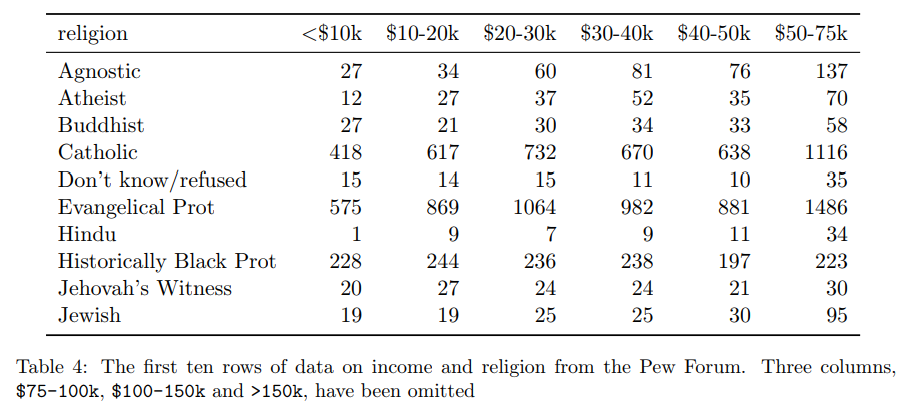 religion <$10k $10-20k $20-30k $30-40k $40-50k $50-75k
Agnostic 27 34 60 81 76 137
Atheist 12 27 37 52 35 70
Buddhist 27 21 30 34 33 58
Catholic 418 617 732 670 638 1116
Don't know/refused 15 14 15 11 10 35
Evangelical Prot 575 869 1064 982 881 1486
Hindu 1 9 7 9 11 34
Historically Black Prot 228 244 236 238 197 223
Jehovah's Witness 20 27 24 24 21 30
Jewish 19 19 25 25 30 95
Table 4: The first ten rows of data on income and religion from the Pew Forum. Three columns,
$75-100k, $100-150k and >150k, have been omitted